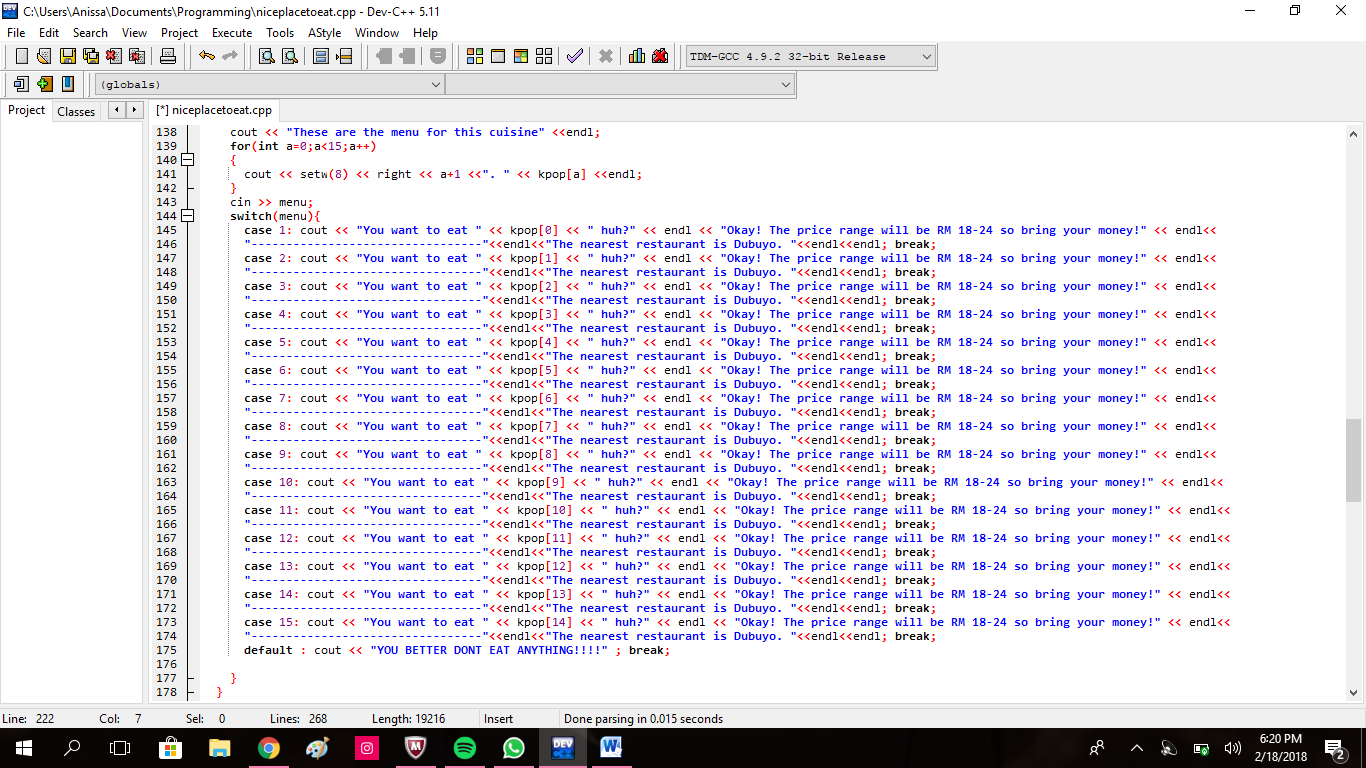 C:\Users\Anissa\Documents\Programming\niceplacetoeat.cpp - Dev-C++ 5.11
File Edit Search View Project Execute Tools AStyle Window Help
TDM-GCC 4.9.2 32-bit Release
(globals)
Project Classes [*] niceplacetoeat.cpp
138 cout << "These are the menu for this cuisine" <<endl;
139 for(int a=0;a<15;a++)
140 {
141 cout << setw(8) << right << a+1 <<". " << kpop[a] <<endl;
142 }
143 cin >> menu;
144 switch(menu){
145 case 1: cout << "You want to eat " << kpop[0] << " huh?" << endl << "Okay! The price range will be RM 18-24 so bring your money!" << endl<<
146 "---------------------------------"<<endl<<"The nearest restaurant is Dubuyo. "<<endl<<endl; break;
147 case 2: cout << "You want to eat " << kpop[1] << " huh?" << endl << "Okay! The price range will be RM 18-24 so bring your money!" << endl<<
148 "---------------------------------"<<endl<<"The nearest restaurant is Dubuyo. "<<endl<<endl; break;
149 case 3: cout << "You want to eat " << kpop[2] << " huh?" << endl << "Okay! The price range will be RM 18-24 so bring your money!" << endl<<
150 "---------------------------------"<<endl<<"The nearest restaurant is Dubuyo. "<<endl<<endl; break;
151 case 4: cout << "You want to eat " << kpop[3] << " huh?" << endl << "Okay! The price range will be RM 18-24 so bring your money!" << endl<<
152 "---------------------------------"<<endl<<"The nearest restaurant is Dubuyo. "<<endl<<endl; break;
153 case 5: cout << "You want to eat " << kpop[4] << " huh?" << endl << "Okay! The price range will be RM 18-24 so bring your money!" << endl<<
154 "---------------------------------"<<endl<<"The nearest restaurant is Dubuyo. "<<endl<<endl; break;
155 case 6: cout << "You want to eat " << kpop[5] << " huh?" << endl << "Okay! The price range will be RM 18-24 so bring your money!" << endl<<
156 "---------------------------------"<<endl<<"The nearest restaurant is Dubuyo. "<<endl<<endl; break;
157 case 7: cout << "You want to eat " << kpop[6] << " huh?" << endl << "Okay! The price range will be RM 18-24 so bring your money!" << endl<<
158 "---------------------------------"<<endl<<"The nearest restaurant is Dubuyo. "<<endl<<endl; break;
159 case 8: cout << "You want to eat " << kpop[7] << " huh?" << endl << "Okay! The price range will be RM 18-24 so bring your money!" << endl<<
160 "---------------------------------"<<endl<<"The nearest restaurant is Dubuyo. "<<endl<<endl; break;
161 case 9: cout << "You want to eat " << kpop[8] << " huh?" << endl << "Okay! The price range will be RM 18-24 so bring your money!" << endl<<
162 "---------------------------------"<<endl<<"The nearest restaurant is Dubuyo. "<<endl<<endl; break;
163 case 10: cout << "You want to eat " << kpop[9] << " huh?" << endl << "Okay! The price range will be RM 18-24 so bring your money!" << endl<<
164 "---------------------------------"<<endl<<"The nearest restaurant is Dubuyo. "<<endl<<endl; break;
165 case 11: cout << "You want to eat " << kpop[10] << " huh?" << endl << "Okay! The price range will be RM 18-24 so bring your money!" << endl<<
166 "---------------------------------"<<endl<<"The nearest restaurant is Dubuyo. "<<endl<<endl; break;
167 case 12: cout << "You want to eat " << kpop[11] << " huh?" << endl << "Okay! The price range will be RM 18-24 so bring your money!" << endl<<
168 "---------------------------------"<<endl<<"The nearest restaurant is Dubuyo. "<<endl<<endl; break;
169 case 13: cout << "You want to eat " << kpop[12] << " huh?" << endl << "Okay! The price range will be RM 18-24 so bring your money!" << endl<<
170 "---------------------------------"<<endl<<"The nearest restaurant is Dubuyo. "<<endl<<endl; break;
171 case 14: cout << "You want to eat " << kpop[13] << " huh?" << endl << "Okay! The price range will be RM 18-24 so bring your money!" << endl<<
172 "---------------------------------"<<endl<<"The nearest restaurant is Dubuyo. "<<endl<<endl; break;
173 case 15: cout << "You want to eat " << kpop[14] << " huh?" << endl << "Okay! The price range will be RM 18-24 so bring your money!" << endl<<
174 "---------------------------------"<<endl<<"The nearest restaurant is Dubuyo. "<<endl<<endl; break;
175 default : cout << "YOU BETTER DONT EAT ANYTHING!!!!" ; break;
176
177 }
178 }
Line: 222 Col: 7 Sel: 0 Lines: 268 Length: 19216 Insert Done parsing in 0.015 seconds
DEV
6:20 PM
2/18/2018
2